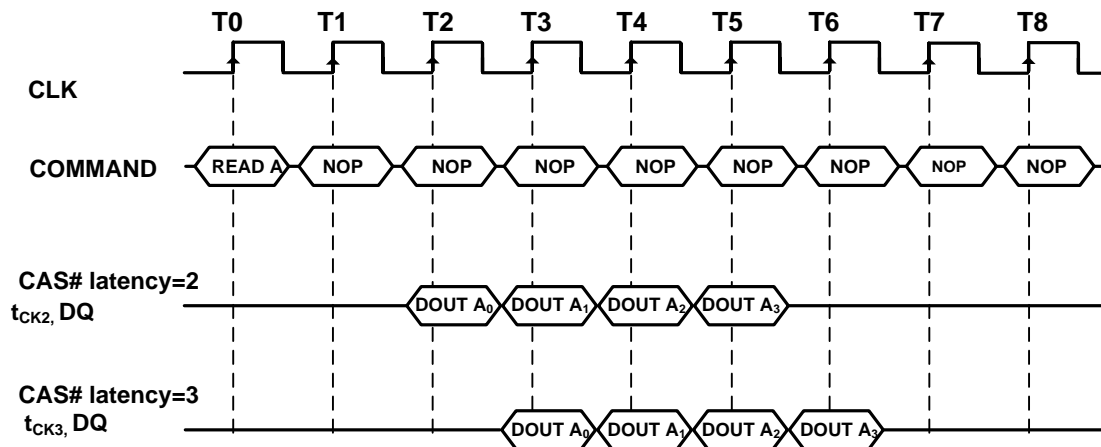 T0 T1 T2 T3 T4 T5 T6 T7 T8
CLK
COMMAND READ A NOP NOP NOP NOP NOP NOP NOP NOP
CAS# latency=2
tCK2, DQ DOUT A0 DOUT A1 DOUT A2 DOUT A3
CAS# latency=3
tCK3, DQ DOUT A0 DOUT A1 DOUT A2 DOUT A3